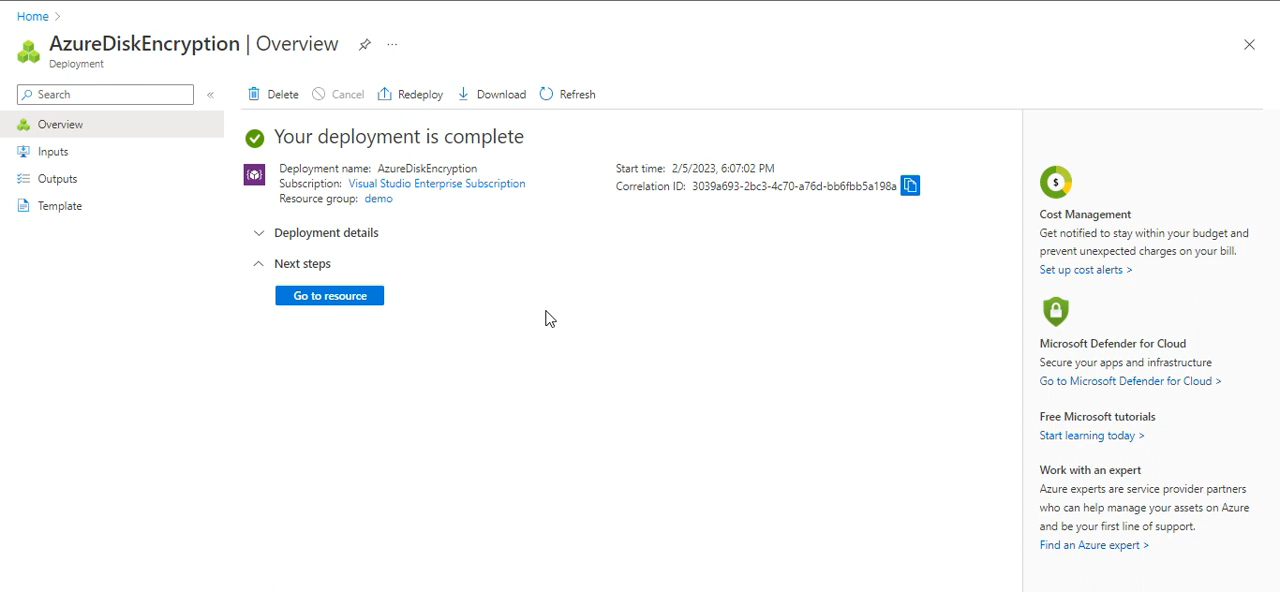 Home >
AzureDiskEncryption | Overview
Deployment
Search
Overview
Inputs
Outputs
Template
Delete
Cancel
Redeploy
Download
Refresh
Your deployment is complete
Deployment name: AzureDiskEncryption
Subscription: Visual Studio Enterprise Subscription
Resource group: demo
Start time: 2/5/2023, 6:07:02 PM
Correlation ID: 3039a693-2bc3-4c70-a76d-bb6fbb5a198a
Deployment details
Next steps
Go to resource
Cost Management
Get notified to stay within your budget and
prevent unexpected charges on your bill.
Set up cost alerts >
Microsoft Defender for Cloud
Secure your apps and infrastructure
Go to Microsoft Defender for Cloud >
Free Microsoft tutorials
Start learning today >
Work with an expert
Azure experts are service provider partners
who can help manage your assets on Azure
and be your first line of support.
Find an Azure expert >